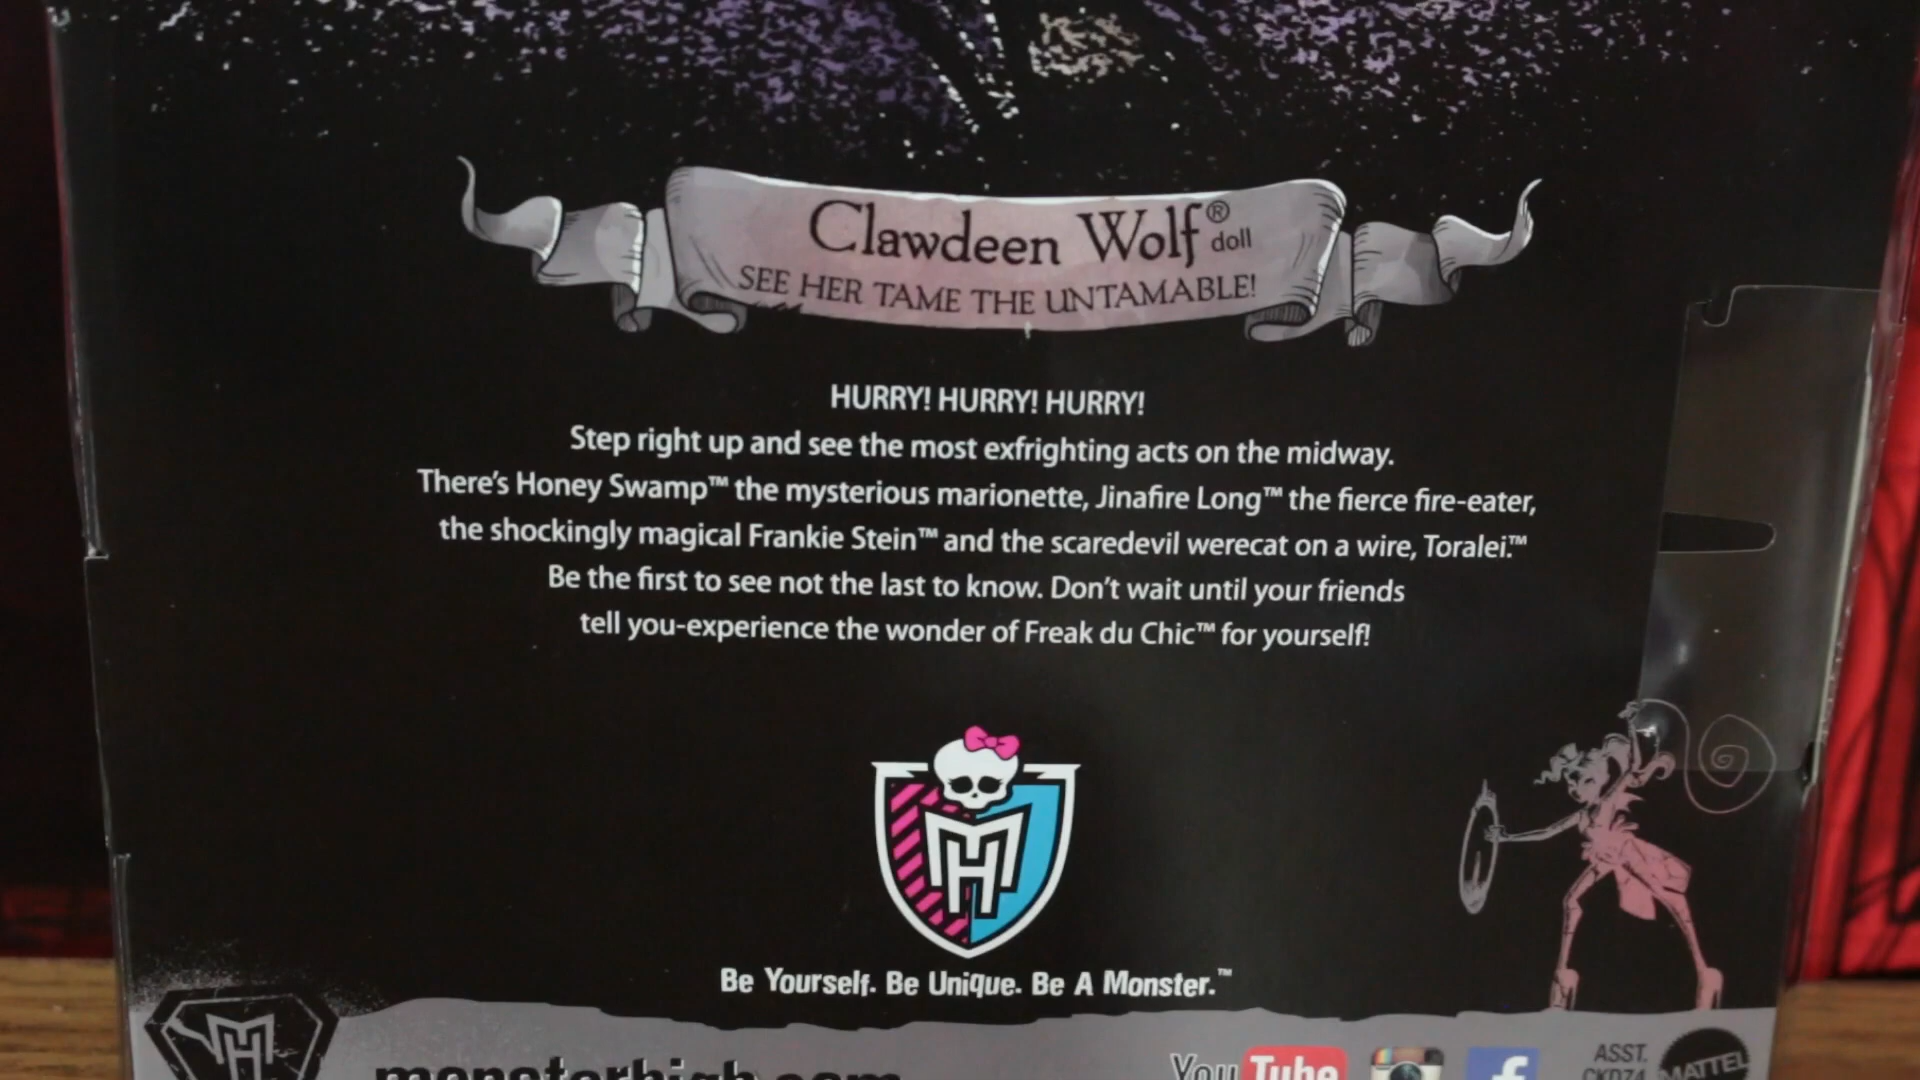 Clawdeen Wolf® doll
SEE HER TAME THE UNTAMABLE!
HURRY! HURRY! HURRY!
Step right up and see the most exfrighting acts on the midway.
There's Honey Swamp™ the mysterious marionette, Jinafire Long™ the fierce fire-eater,
the shockingly magical Frankie Stein™ and the scaredevil werecat on a wire, Toralei.™
Be the first to see not the last to know. Don't wait until your friends
tell you-experience the wonder of Freak du Chic™ for yourself!
MH
Be Yourself. Be Unique. Be A Monster.™
MH
monsterhigh.com
YouTube
f
ASST.
CKD74
MATTEL